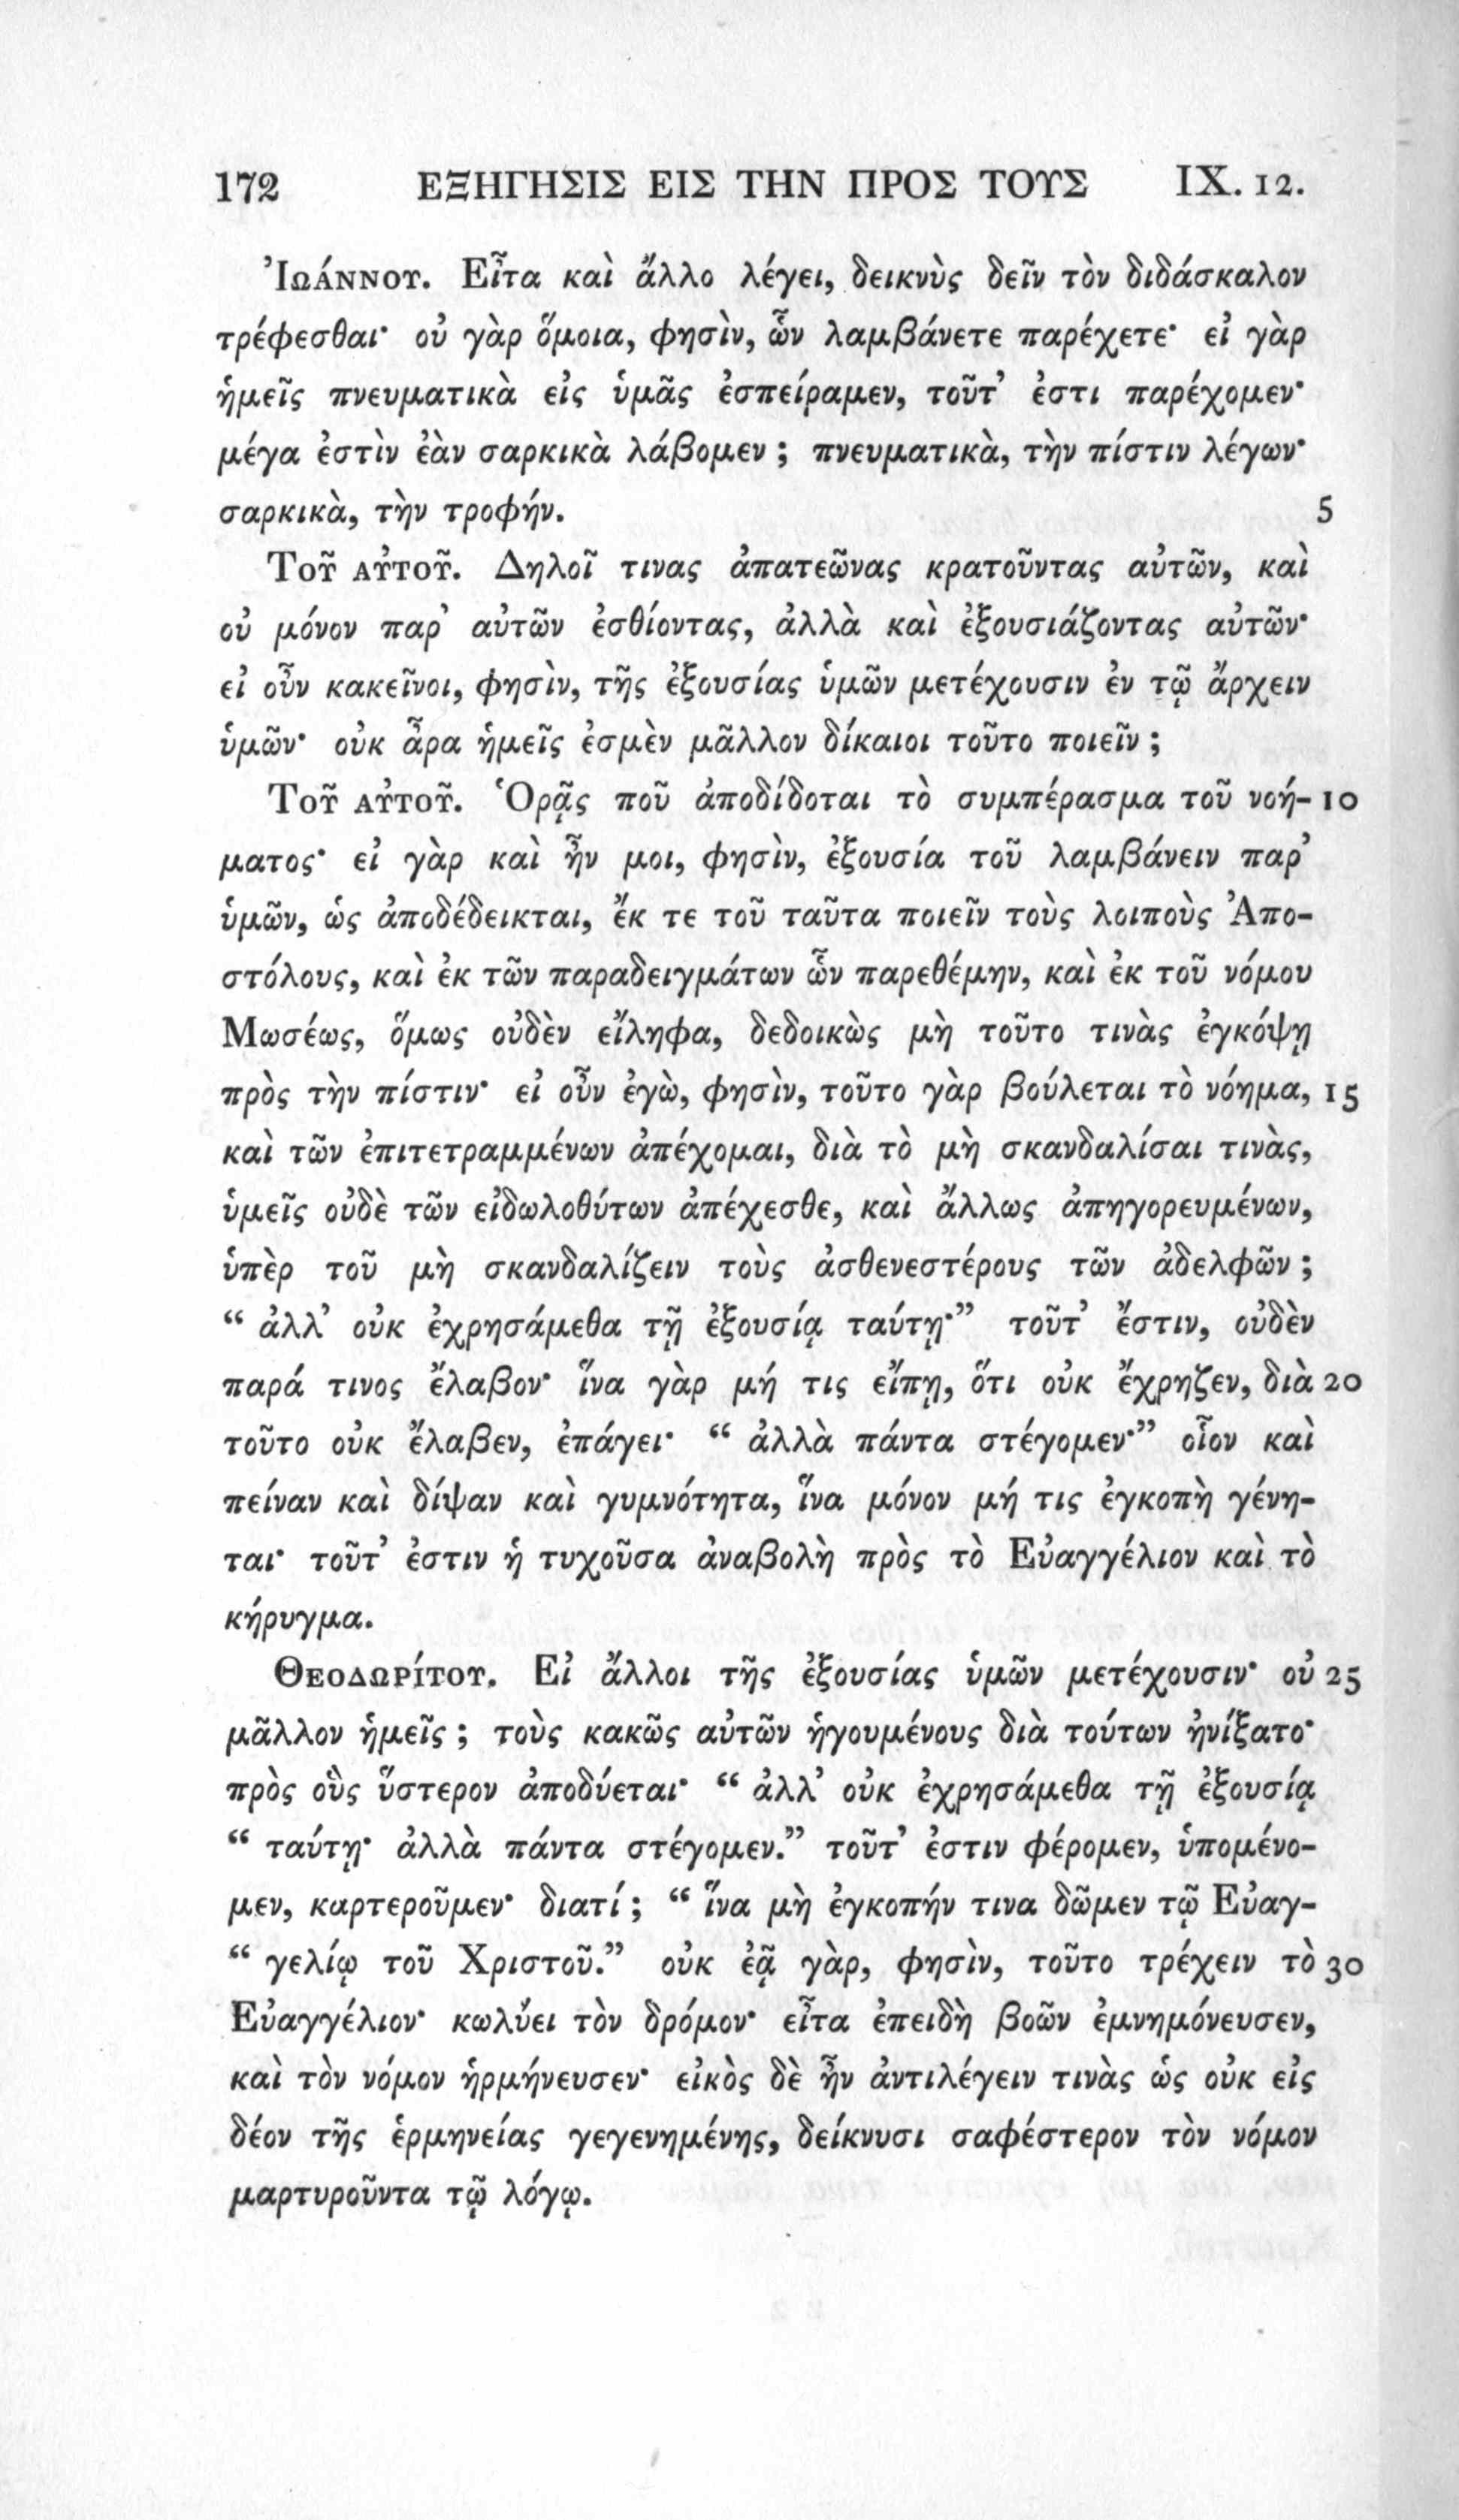 172 ΕΞΗΓΗΣΙΣ ΕΙΣ ΤΗΝ ΠΡΟΣ ΤΟΥΣ IX. 12.
Ἰωάννου. Εἶτα καὶ ἄλλο λέγει, δεικνὺς δεῖν τὸν διδάσκαλον
τρέφεσθαι· οὐ γὰρ ὅμοια, φησὶν, ὧν λαμβάνετε παρέχετε· εἰ γὰρ
ἡμεῖς πνευματικὰ εἰς ὑμᾶς ἐσπείραμεν, τοῦτ’ ἐστι παρέχομεν·
μέγα ἐστὶν ἐὰν σαρκικὰ λάβομεν ; πνευματικὰ, τὴν πίστιν λέγων·
σαρκικὰ, τὴν τροφήν. 5
Τοῦ αὐτοῦ. Δηλοῖ τινας ἀπατεῶνας κρατοῦντας αὐτῶν, καὶ
οὐ μόνον παρ’ αὐτῶν ἐσθίοντας, ἀλλὰ καὶ ἐξουσιάζοντας αὐτῶν·
εἰ οὖν κακεῖνοι, φησὶν, τῆς ἐξουσίας ὑμῶν μετέχουσιν ἐν τῷ ἄρχειν
ὑμῶν· οὐκ ἆρα ἡμεῖς ἐσμὲν μᾶλλον δίκαιοι τοῦτο ποιεῖν ;
Τοῦ αὐτοῦ. Ὁρᾷς ποῦ ἀποδίδοται τὸ συμπέρασμα τοῦ νοή- 10
ματος· εἰ γὰρ καὶ ἦν μοι, φησὶν, ἐξουσία τοῦ λαμβάνειν παρ’
ὑμῶν, ὡς ἀποδέδεικται, ἔκ τε τοῦ ταῦτα ποιεῖν τοὺς λοιποὺς Ἀπο-
στόλους, καὶ ἐκ τῶν παραδειγμάτων ὧν παρεθέμην, καὶ ἐκ τοῦ νόμου
Μωσέως, ὅμως οὐδὲν εἴληφα, δεδοικὼς μὴ τοῦτο τινὰς ἐγκόψῃ
πρὸς τὴν πίστιν· εἰ οὖν ἐγὼ, φησὶν, τοῦτο γὰρ βούλεται τὸ νόημα, 15
καὶ τῶν ἐπιτετραμμένων ἀπέχομαι, διὰ τὸ μὴ σκανδαλίσαι τινὰς,
ὑμεῖς οὐδὲ τῶν εἰδωλοθύτων ἀπέχεσθε, καὶ ἄλλως ἀπηγορευμένων,
ὑπὲρ τοῦ μὴ σκανδαλίζειν τοὺς ἀσθενεστέρους τῶν ἀδελφῶν ;
“ ἀλλ’ οὐκ ἐχρησάμεθα τῇ ἐξουσίᾳ ταύτῃ·” τοῦτ’ ἔστιν, οὐδὲν
παρά τινος ἔλαβον· ἵνα γὰρ μή τις εἴπῃ, ὅτι οὐκ ἔχρηζεν, διὰ 20
τοῦτο οὐκ ἔλαβεν, ἐπάγει· “ ἀλλὰ πάντα στέγομεν·” οἷον καὶ
πείναν καὶ δίψαν καὶ γυμνότητα, ἵνα μόνον μή τις ἐγκοπὴ γένη-
ται· τοῦτ’ ἐστιν ἡ τυχοῦσα ἀναβολὴ πρὸς τὸ Εὐαγγέλιον καὶ τὸ
κήρυγμα.
Θεοδωρίτου. Εἰ ἄλλοι τῆς ἐξουσίας ὑμῶν μετέχουσιν· οὐ 25
μᾶλλον ἡμεῖς ; τοὺς κακῶς αὐτῶν ἡγουμένους διὰ τούτων ἠνίξατο·
πρὸς οὓς ὕστερον ἀποδύεται· “ ἀλλ’ οὐκ ἐχρησάμεθα τῇ ἐξουσίᾳ
“ ταύτῃ· ἀλλὰ πάντα στέγομεν.” τοῦτ’ ἐστιν φέρομεν, ὑπομένο-
μεν, καρτεροῦμεν· διατί ; “ ἵνα μὴ ἐγκοπήν τινα δῶμεν τῷ Εὐαγ-
“ γελίῳ τοῦ Χριστοῦ.” οὐκ ἐᾷ γὰρ, φησὶν, τοῦτο τρέχειν τὸ 30
Εὐαγγέλιον· κωλύει τὸν δρόμον· εἶτα ἐπειδὴ βοῶν ἐμνημόνευσεν,
καὶ τὸν νόμον ἡρμήνευσεν· εἰκὸς δὲ ἦν ἀντιλέγειν τινὰς ὡς οὐκ εἰς
δέον τῆς ἑρμηνείας γεγενημένης, δείκνυσι σαφέστερον τὸν νόμον
μαρτυροῦντα τῷ λόγῳ.